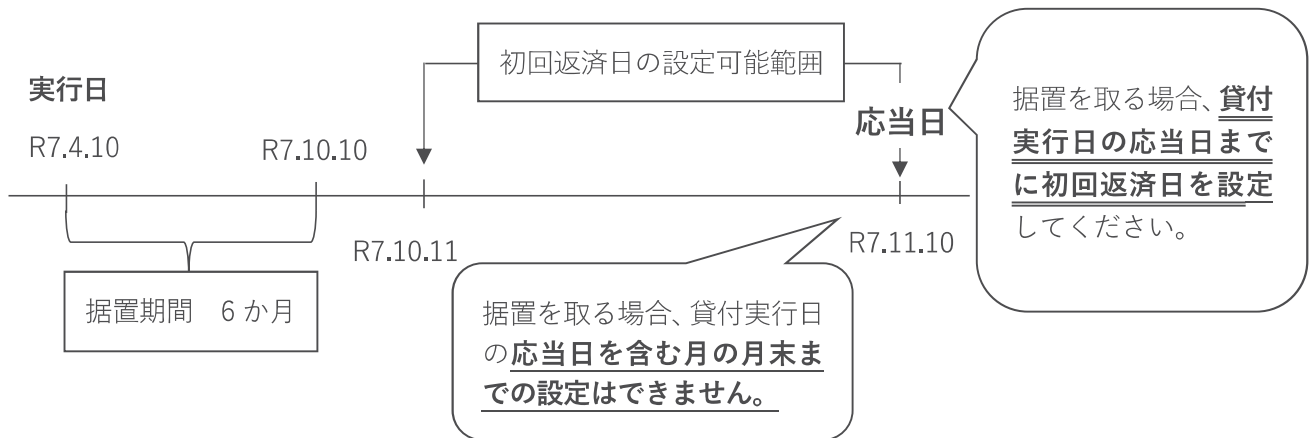 初回返済日の設定可能範囲
実行日
R7.4.10
R7.10.10
応当日
据置を取る場合、貸付
実行日の応当日まで
に初回返済日を設定
してください。
R7.10.11
R7.11.10
据置期間　6か月
据置を取る場合、貸付実行日
の応当日を含む月の月末ま
での設定はできません。